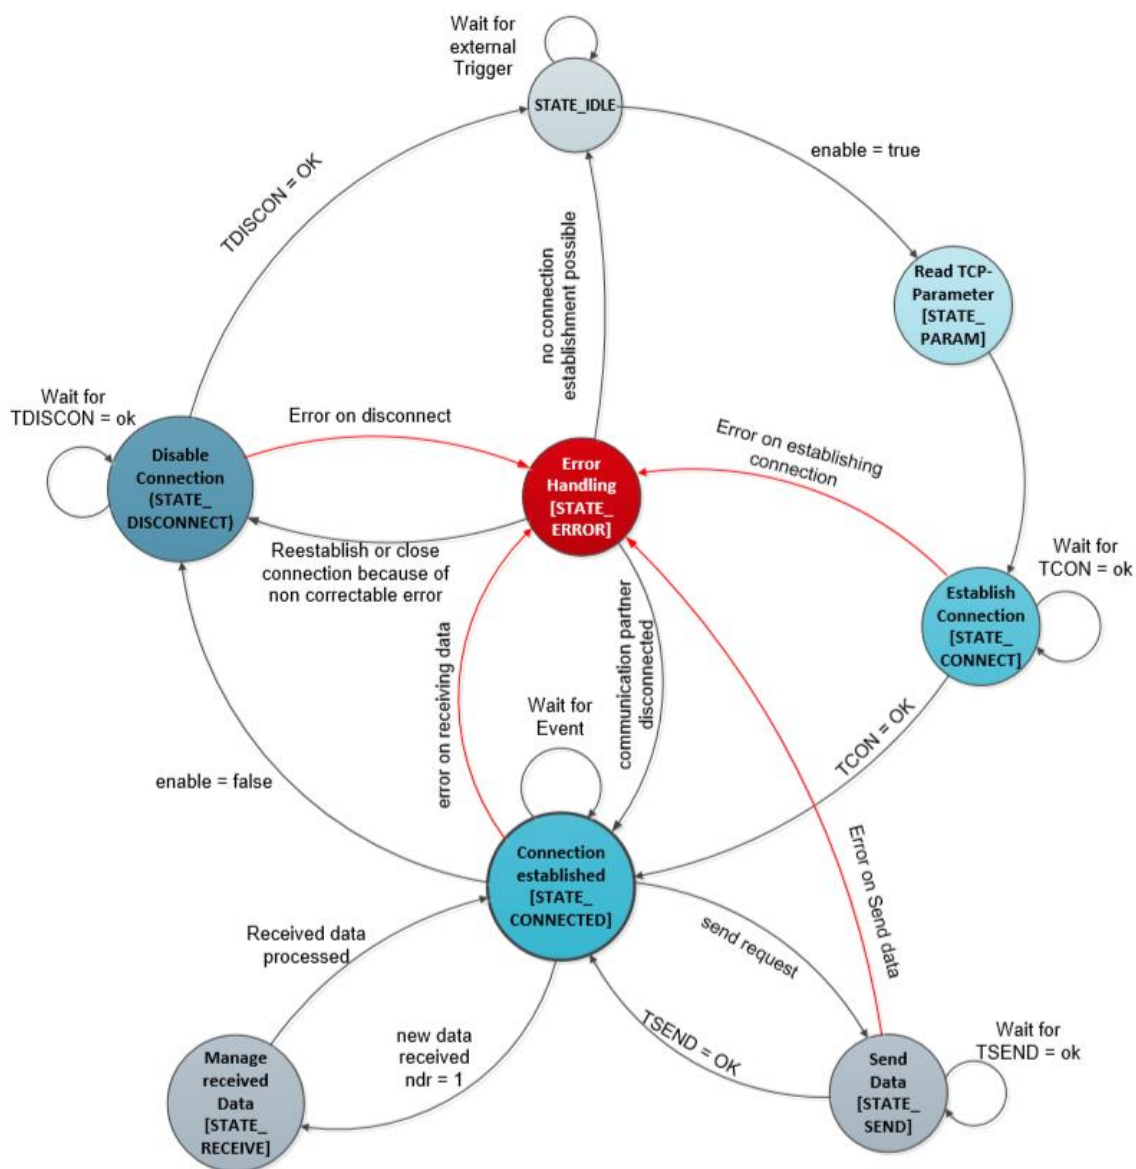 Wait for
external
Trigger
STATE_IDLE
enable = true
TDISCON = OK
no connection
establishment possible
Read TCP-
Parameter
[STATE_
PARAM]
Wait for
TDISCON = ok
Error on disconnect
Error on establishing
connection
Disable
Connection
(STATE_
DISCONNECT)
Error
Handling
[STATE_
ERROR]
Reestablish or close
connection because of
non correctable error
Wait for
TCON = ok
Establish
Connection
[STATE_
CONNECT]
error on receiving data
communication partner
disconnected
Wait for
Event
TCON = OK
enable = false
Error on Send data
Connection
established
[STATE_
CONNECTED]
Received data
processed
send request
new data
received
ndr = 1
TSEND = OK
Wait for
TSEND = ok
Manage
received
Data
[STATE_
RECEIVE]
Send
Data
[STATE_
SEND]